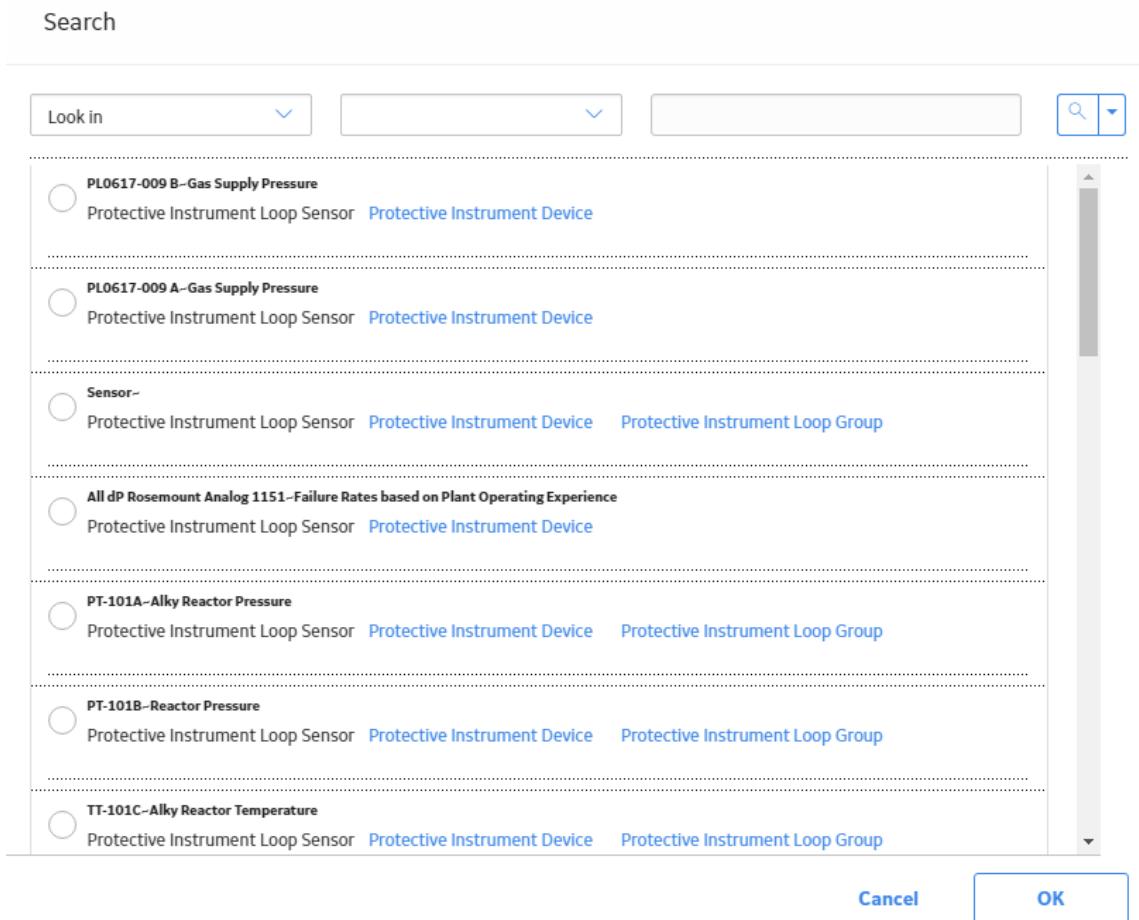 Search
Look in
PL0617-009 B~Gas Supply Pressure
Protective Instrument Loop Sensor Protective Instrument Device
PL0617-009 A~Gas Supply Pressure
Protective Instrument Loop Sensor Protective Instrument Device
Sensor~
Protective Instrument Loop Sensor Protective Instrument Device Protective Instrument Loop Group
All dP Rosemount Analog 1151~Failure Rates based on Plant Operating Experience
Protective Instrument Loop Sensor Protective Instrument Device
PT-101A~Alky Reactor Pressure
Protective Instrument Loop Sensor Protective Instrument Device Protective Instrument Loop Group
PT-101B~Reactor Pressure
Protective Instrument Loop Sensor Protective Instrument Device Protective Instrument Loop Group
TT-101C~Alky Reactor Temperature
Protective Instrument Loop Sensor Protective Instrument Device Protective Instrument Loop Group
Cancel OK